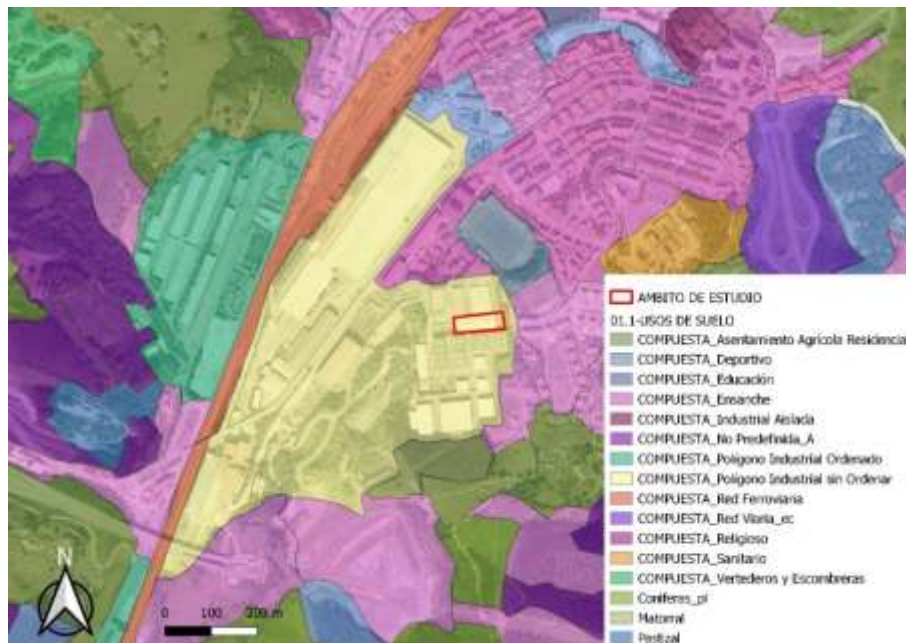 AMBITO DE ESTUDIO
01.1-USOS DE SUELO
COMPUESTA_Asentamiento Agrícola Residencia
COMPUESTA_Deportivo
COMPUESTA_Educación
COMPUESTA_Ensanche
COMPUESTA_Industrial Aislada
COMPUESTA_No Predefinida_A
COMPUESTA_Polígono Industrial Ordenado
COMPUESTA_Polígono Industrial sin Ordenar
COMPUESTA_Red Ferroviaria
COMPUESTA_Red Viaria_ec
COMPUESTA_Religioso
COMPUESTA_Sanitario
COMPUESTA_Vertederos y Escombreras
Coníferas_pl
Matorral
Pastizal
N
0 100 200 m